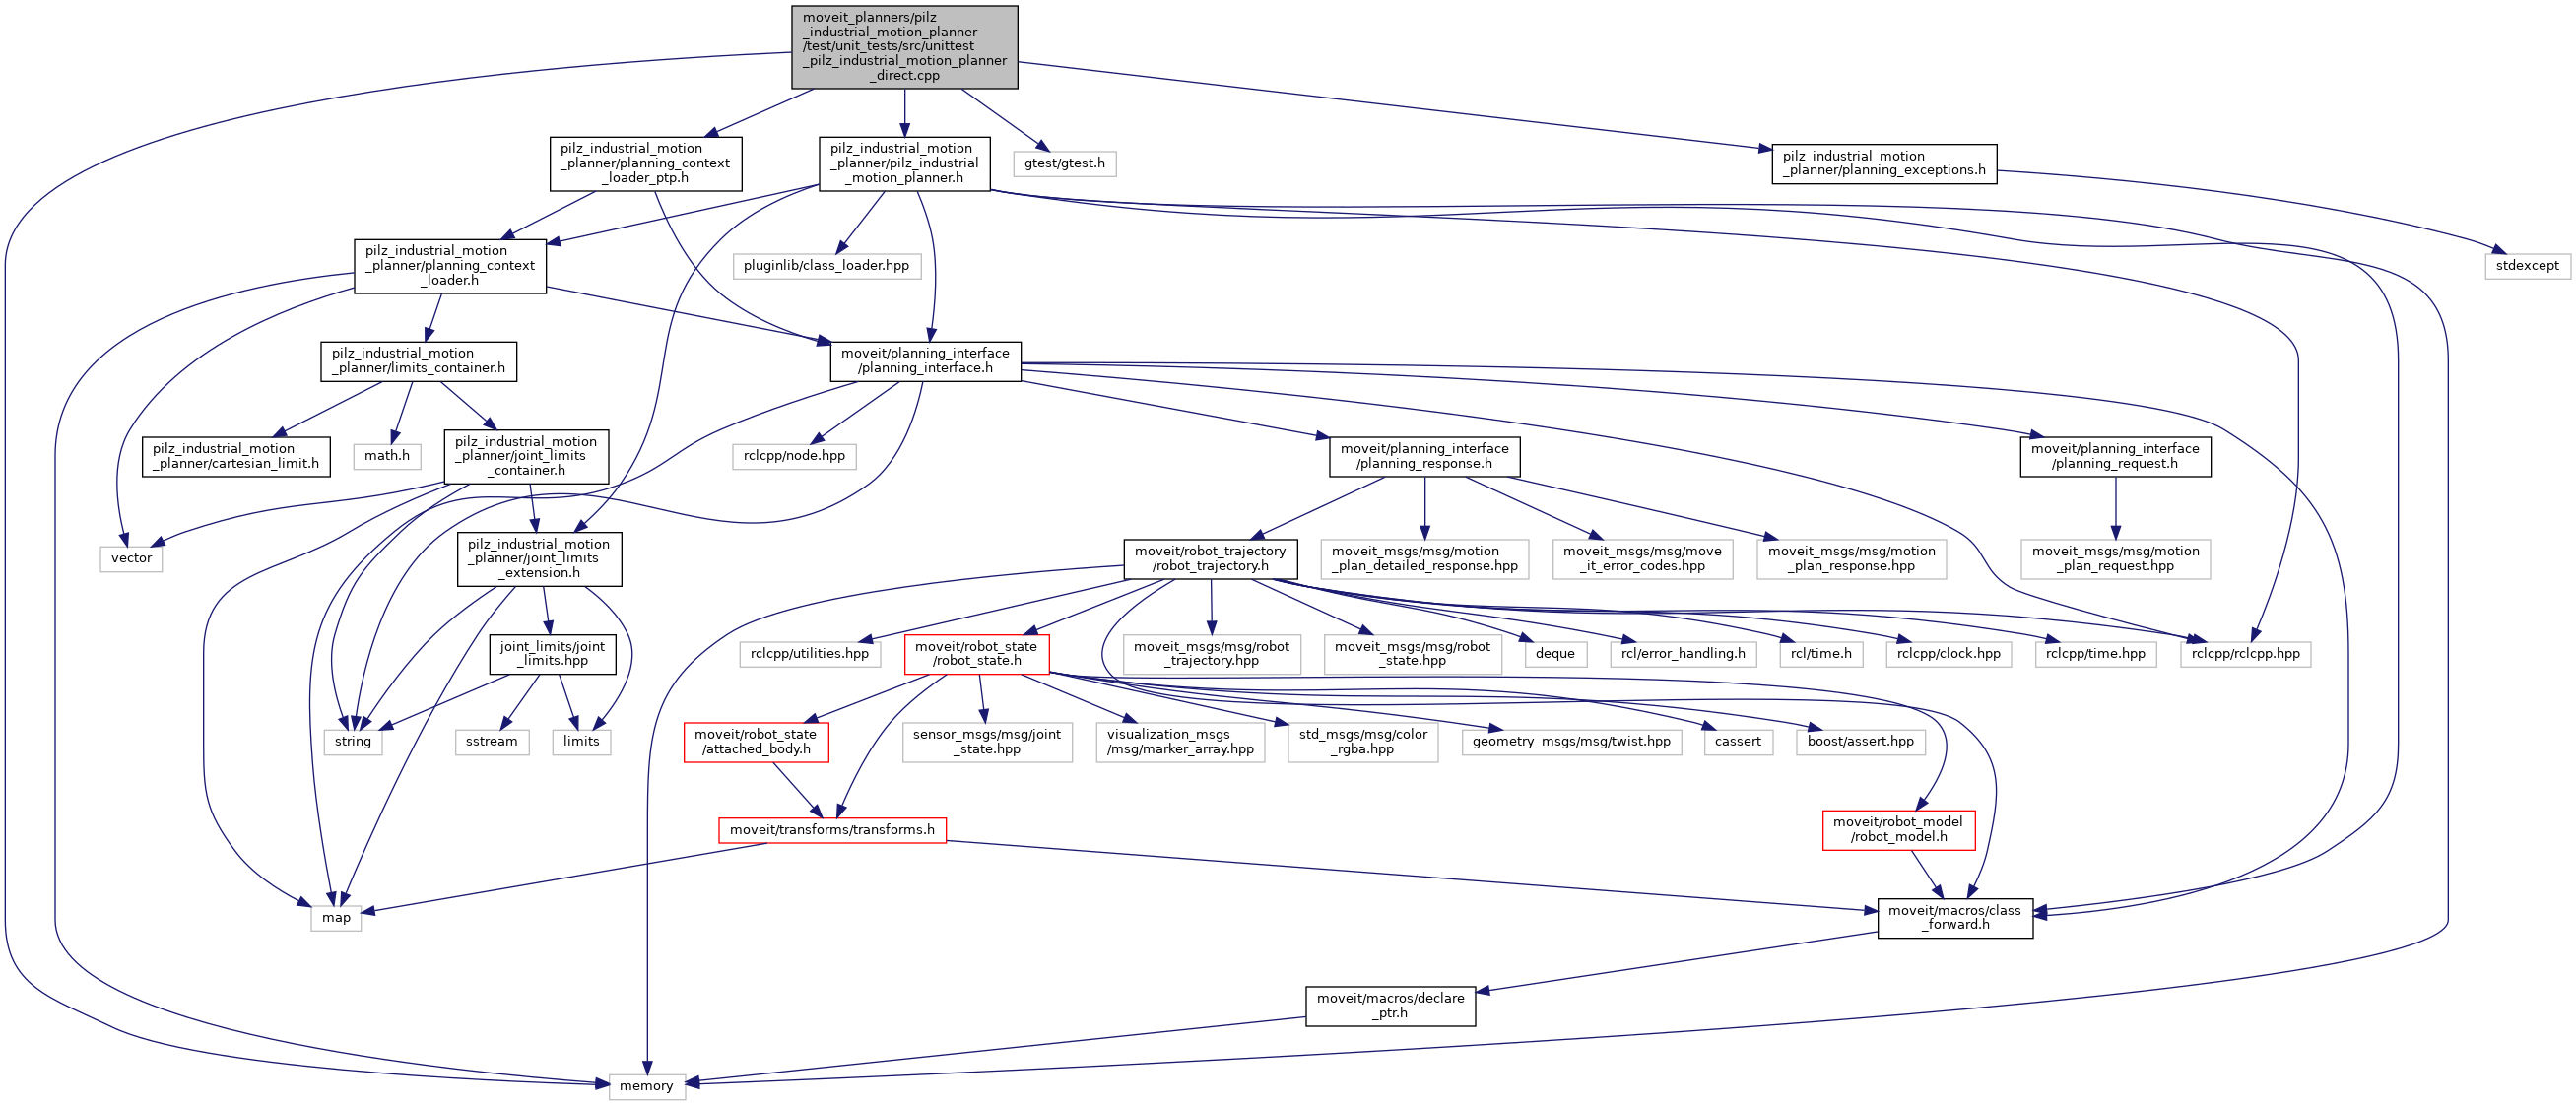 moveit_planners/pilz
_industrial_motion_planner
/test/unit_tests/src/unittest
_pilz_industrial_motion_planner
_direct.cpp
pilz_industrial_motion
_planner/planning_context
_loader_ptp.h
pilz_industrial_motion
_planner/pilz_industrial
_motion_planner.h
gtest/gtest.h
pilz_industrial_motion
_planner/planning_exceptions.h
pilz_industrial_motion
_planner/planning_context
_loader.h
pluginlib/class_loader.hpp
stdexcept
pilz_industrial_motion
_planner/limits_container.h
moveit/planning_interface
/planning_interface.h
pilz_industrial_motion
_planner/cartesian_limit.h
math.h
pilz_industrial_motion
_planner/joint_limits
_container.h
rclcpp/node.hpp
moveit/planning_interface
/planning_response.h
moveit/planning_interface
/planning_request.h
vector
pilz_industrial_motion
_planner/joint_limits
_extension.h
moveit/robot_trajectory
/robot_trajectory.h
moveit_msgs/msg/motion
_plan_detailed_response.hpp
moveit_msgs/msg/move
_it_error_codes.hpp
moveit_msgs/msg/motion
_plan_response.hpp
moveit_msgs/msg/motion
_plan_request.hpp
joint_limits/joint
_limits.hpp
rclcpp/utilities.hpp
moveit/robot_state
/robot_state.h
moveit_msgs/msg/robot
_trajectory.hpp
moveit_msgs/msg/robot
_state.hpp
deque
rcl/error_handling.h
rcl/time.h
rclcpp/clock.hpp
rclcpp/time.hpp
rclcpp/rclcpp.hpp
string
sstream
limits
moveit/robot_state
/attached_body.h
sensor_msgs/msg/joint
_state.hpp
visualization_msgs
/msg/marker_array.hpp
std_msgs/msg/color
_rgba.hpp
geometry_msgs/msg/twist.hpp
cassert
boost/assert.hpp
moveit/transforms/transforms.h
moveit/robot_model
/robot_model.h
map
moveit/macros/class
_forward.h
moveit/macros/declare
_ptr.h
memory